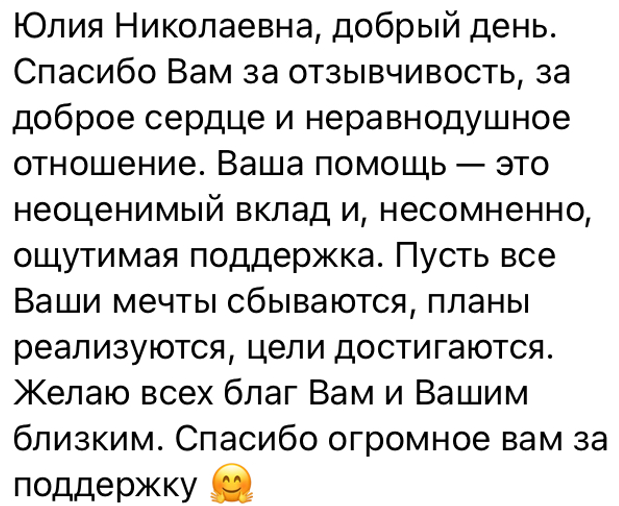 Юлия Николаевна, добрый день.
Спасибо Вам за отзывчивость, за
доброе сердце и неравнодушное
отношение. Ваша помощь — это
неоценимый вклад и, несомненно,
ощутимая поддержка. Пусть все
Ваши мечты сбываются, планы
реализуются, цели достигаются.
Желаю всех благ Вам и Вашим
близким. Спасибо огромное вам за
поддержку 🤗